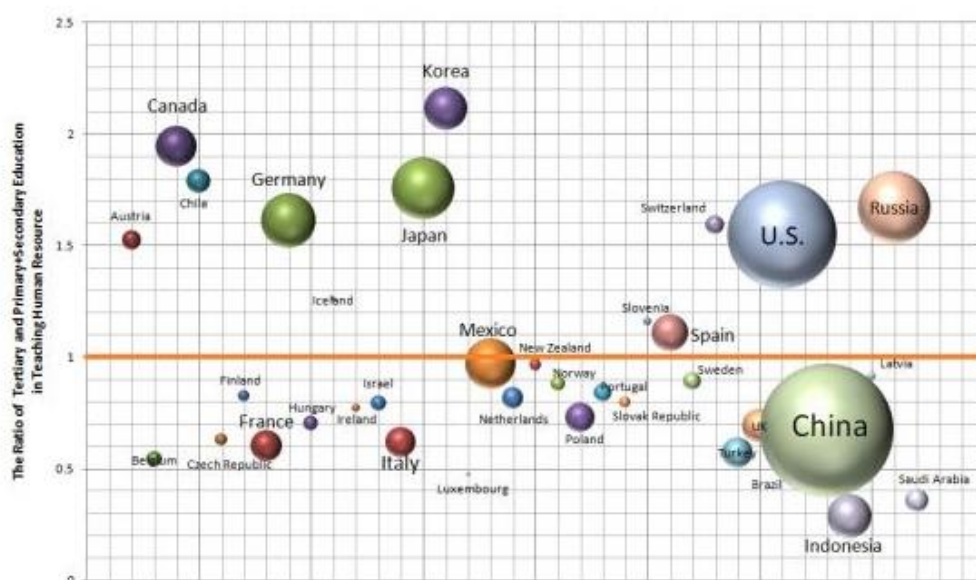 The Ratio of Tertiary and Primary+Secondary Education
in Teaching Human Resource
2.5
2
1.5
1
0.5
0
Korea
Canada
Chile
Germany
Austria
Japan
Switzerland
U.S.
Russia
Iceland
Slovenia
Spain
Mexico
New Zealand
Latvia
Finland
Israel
Norway
Portugal
Sweden
Hungary
Ireland
Netherlands
Slovak Republic
France
Poland
UK
China
Belgium
Czech Republic
Italy
Turkey
Luxembourg
Brazil
Saudi Arabia
Indonesia